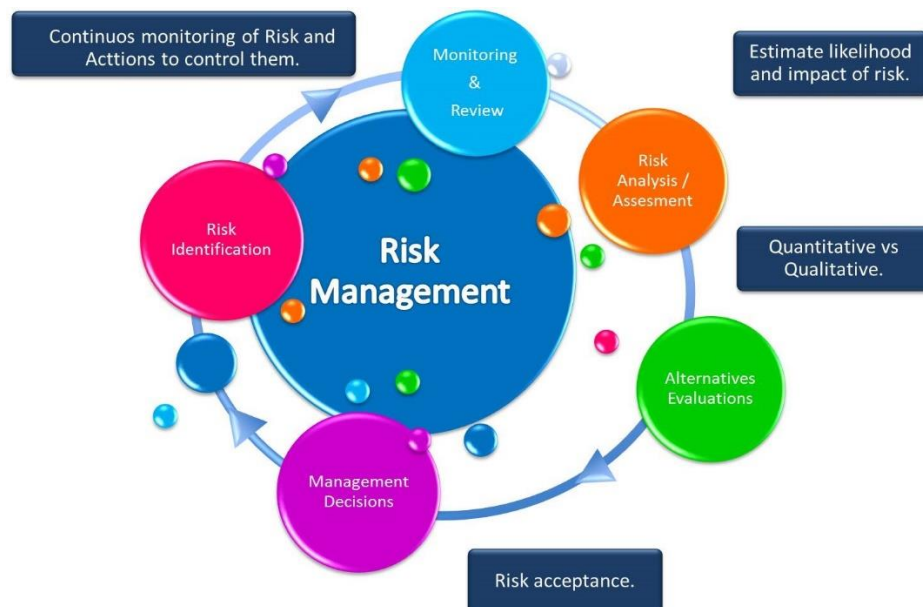 Continuos monitoring of Risk and
Acttions to control them.
Monitoring
&
Review
Estimate likelihood
and impact of risk.
Risk
Analysis /
Assesment
Risk
Identification
Risk
Management
Quantitative vs
Qualitative.
Alternatives
Evaluations
Management
Decisions
Risk acceptance.